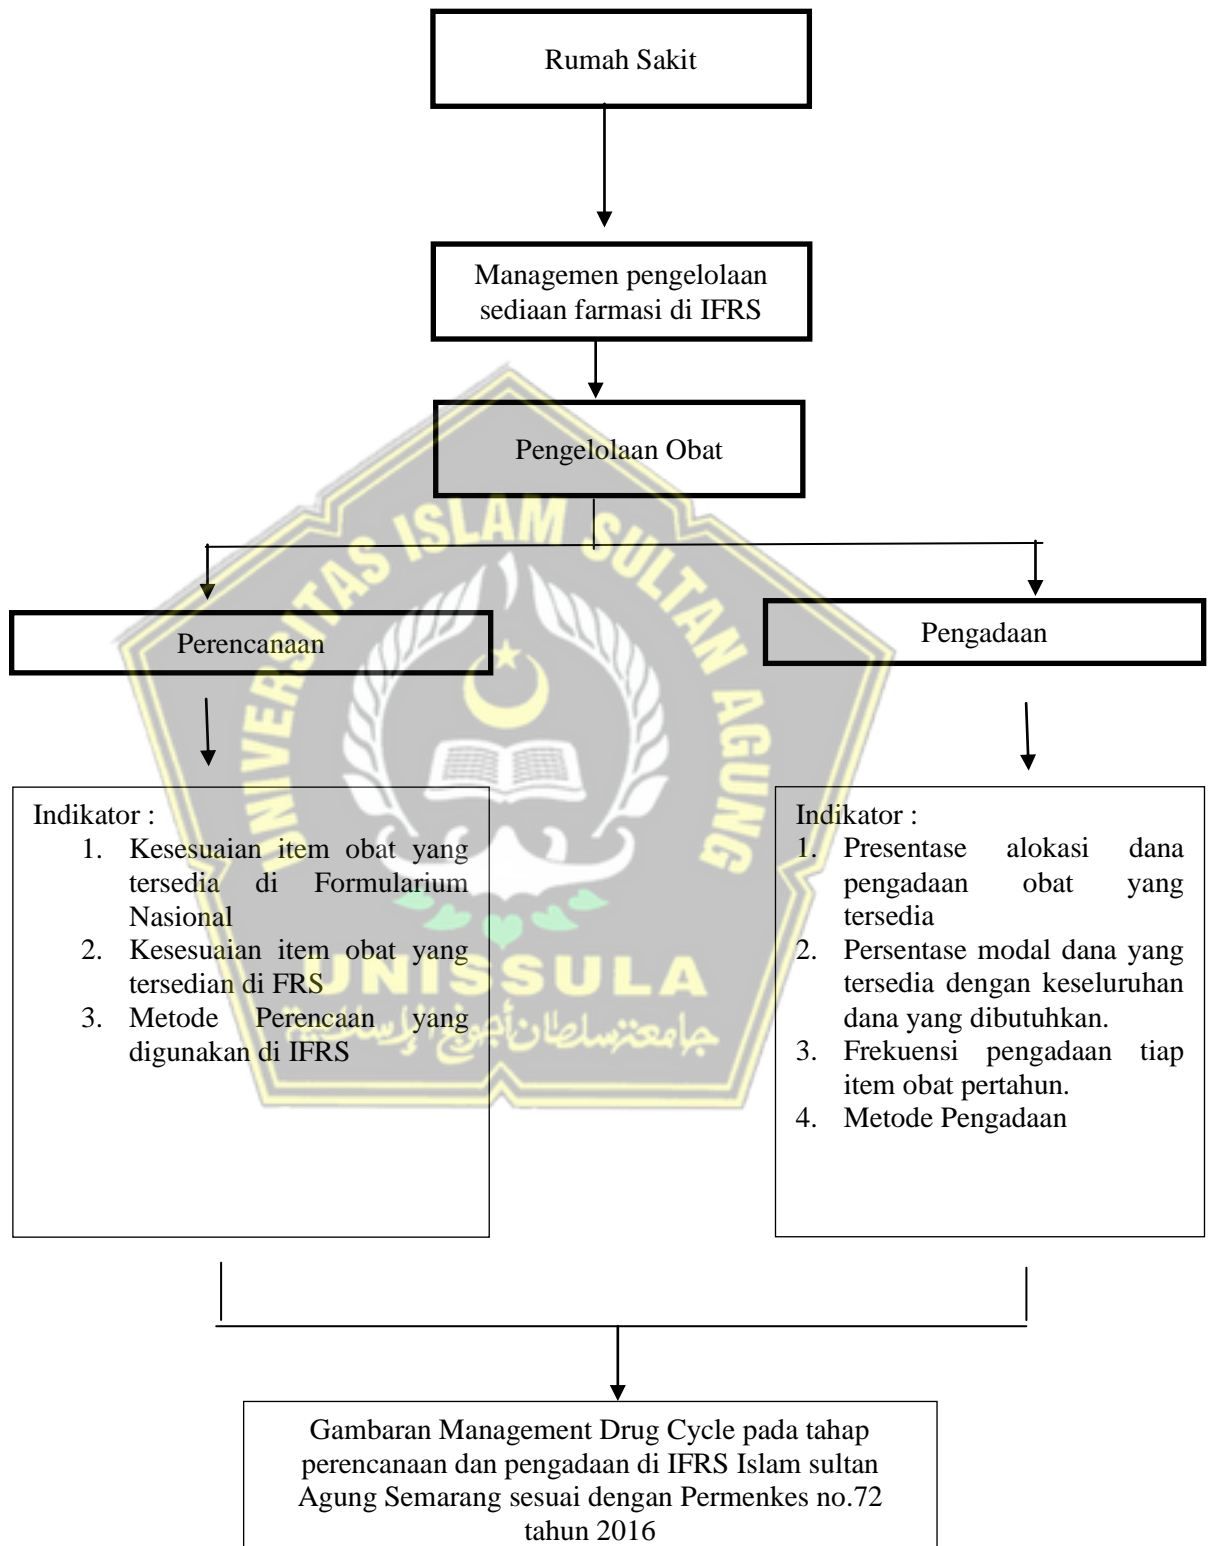 Rumah Sakit
Managemen pengelolaan
sediaan farmasi di IFRS
Pengelolaan Obat
Perencanaan
Pengadaan
Indikator :
1. Kesesuaian item obat yang
tersedia di Formularium
Nasional
2. Kesesuaian item obat yang
tersedian di FRS
3. Metode Perencaan yang
digunakan di IFRS
Indikator :
1. Presentase alokasi dana
pengadaan obat yang
tersedia
2. Persentase modal dana yang
tersedia dengan keseluruhan
dana yang dibutuhkan.
3. Frekuensi pengadaan tiap
item obat pertahun.
4. Metode Pengadaan
Gambaran Management Drug Cycle pada tahap
perencanaan dan pengadaan di IFRS Islam sultan
Agung Semarang sesuai dengan Permenkes no.72
tahun 2016
UNIVERSITAS ISLAM SULTAN AGUNG
UNISSULA
جامعة سلطان أجونج الإسلامية